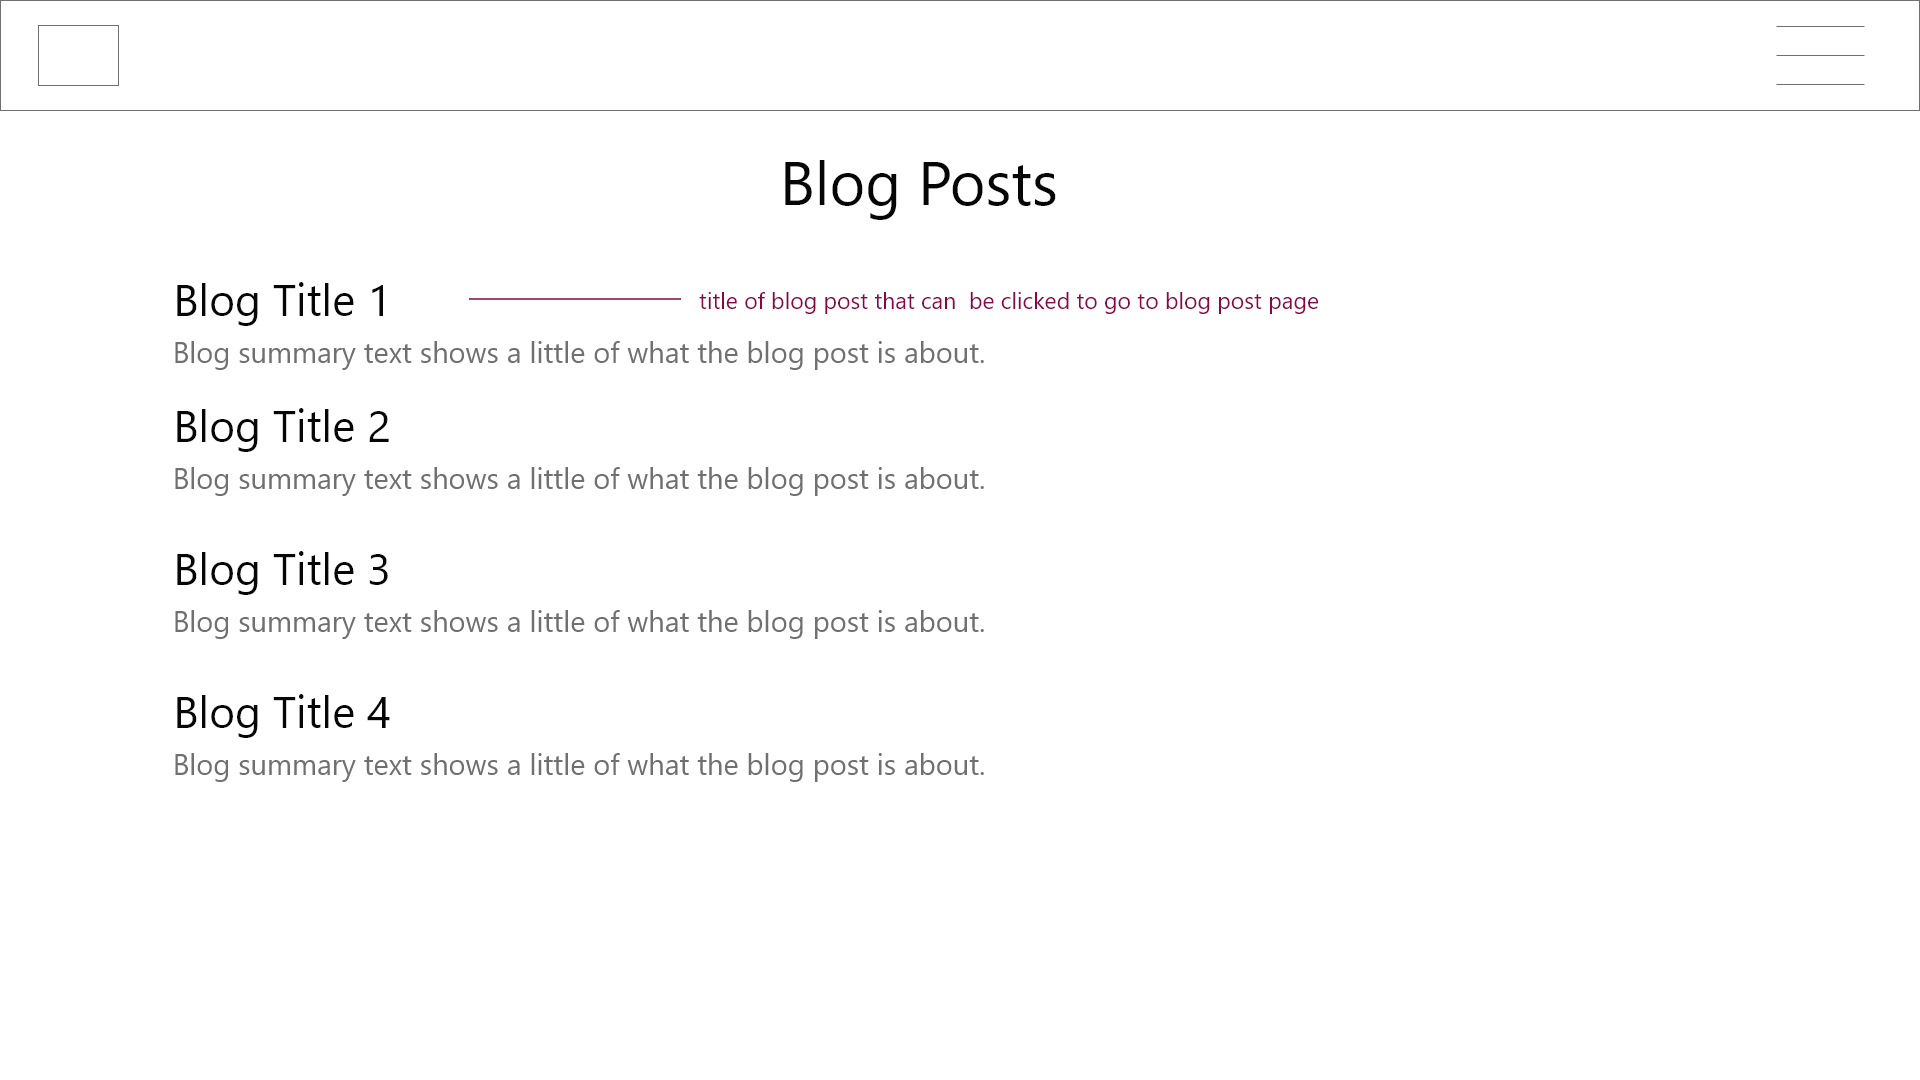 Blog Posts
Blog Title 1
title of blog post that can  be clicked to go to blog post page
Blog summary text shows a little of what the blog post is about.
Blog Title 2
Blog summary text shows a little of what the blog post is about.
Blog Title 3
Blog summary text shows a little of what the blog post is about.
Blog Title 4
Blog summary text shows a little of what the blog post is about.